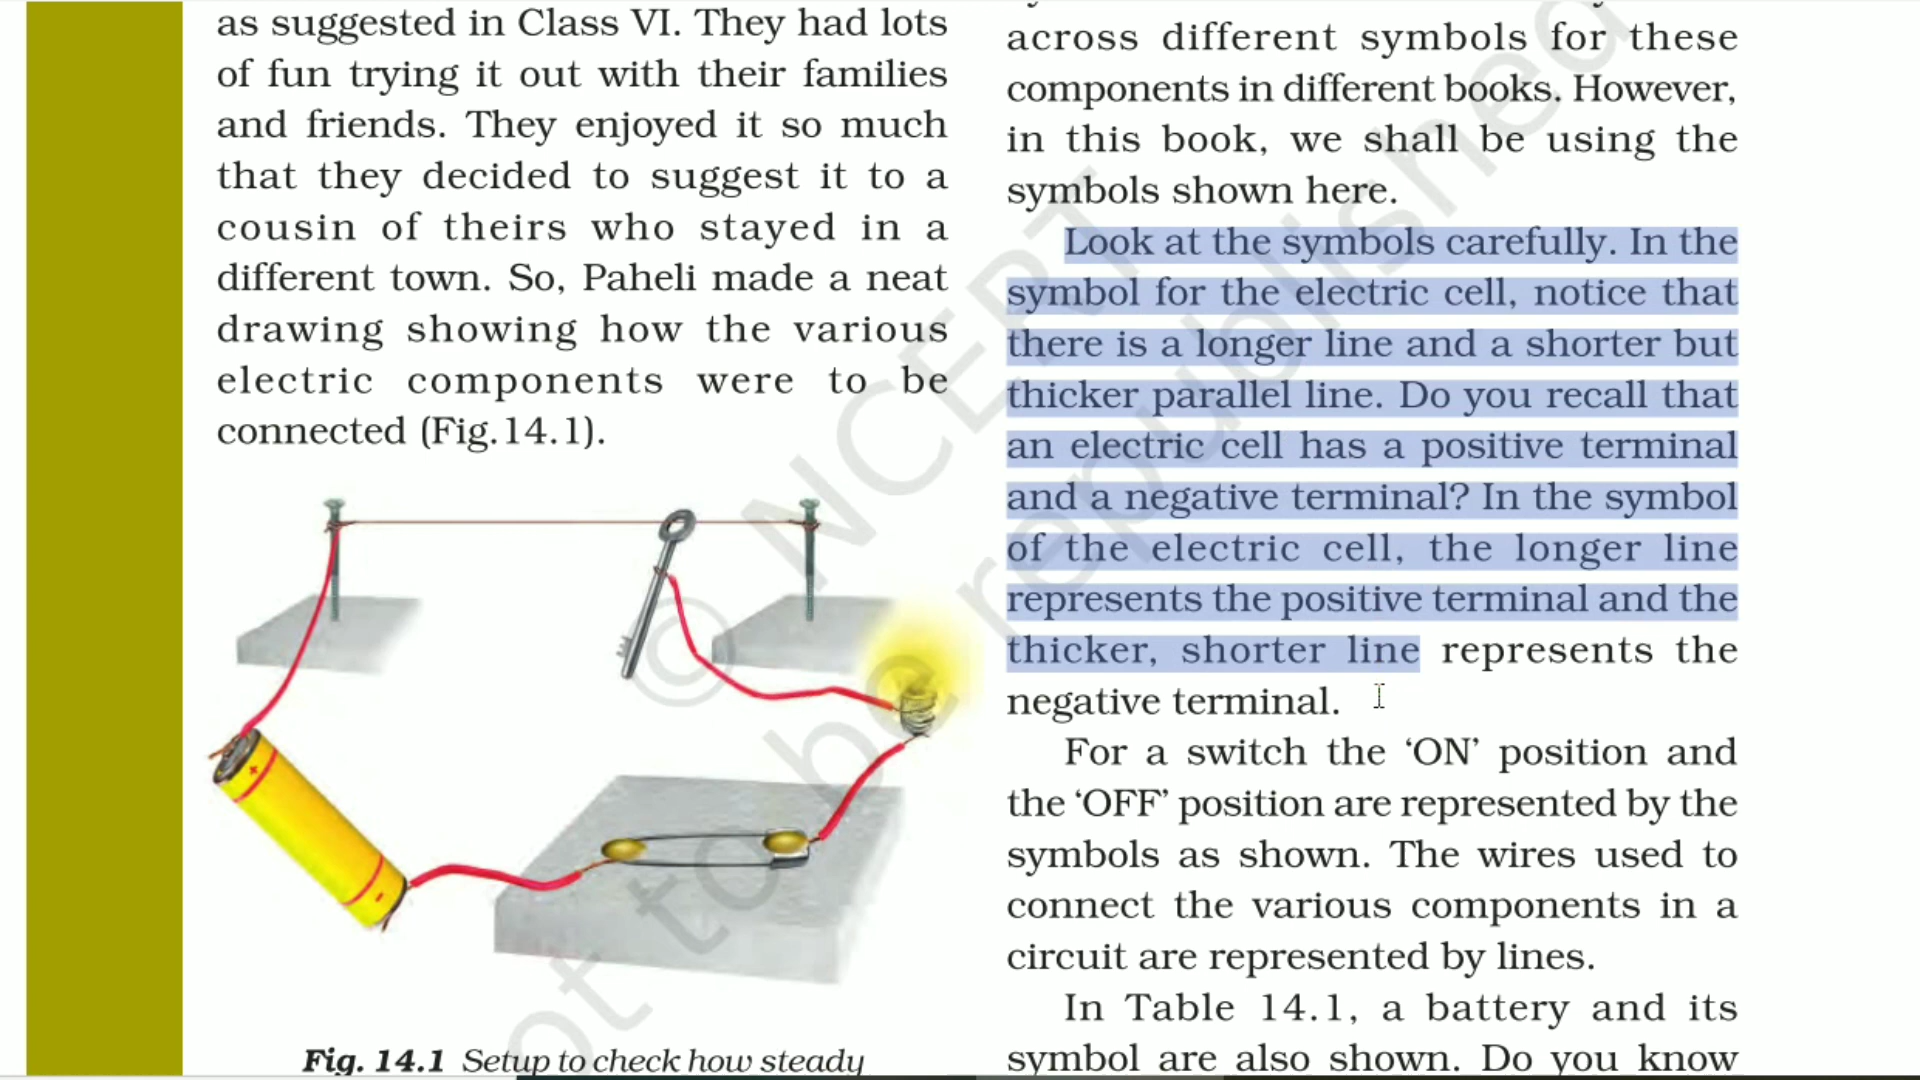 as suggested in Class VI. They had lots
of fun trying it out with their families
and friends. They enjoyed it so much
that they decided to suggest it to a
cousin of theirs who stayed in a
different town. So, Paheli made a neat
drawing showing how the various
electric components were to be
connected (Fig.14.1).
+
-
Fig. 14.1 Setup to check how steady
across different symbols for these
components in different books. However,
in this book, we shall be using the
symbols shown here.
Look at the symbols carefully. In the
symbol for the electric cell, notice that
there is a longer line and a shorter but
thicker parallel line. Do you recall that
an electric cell has a positive terminal
and a negative terminal? In the symbol
of the electric cell, the longer line
represents the positive terminal and the
thicker, shorter line represents the
negative terminal.
For a switch the ‘ON’ position and
the ‘OFF’ position are represented by the
symbols as shown. The wires used to
connect the various components in a
circuit are represented by lines.
In Table 14.1, a battery and its
symbol are also shown. Do you know
© NCERT
not to be republished